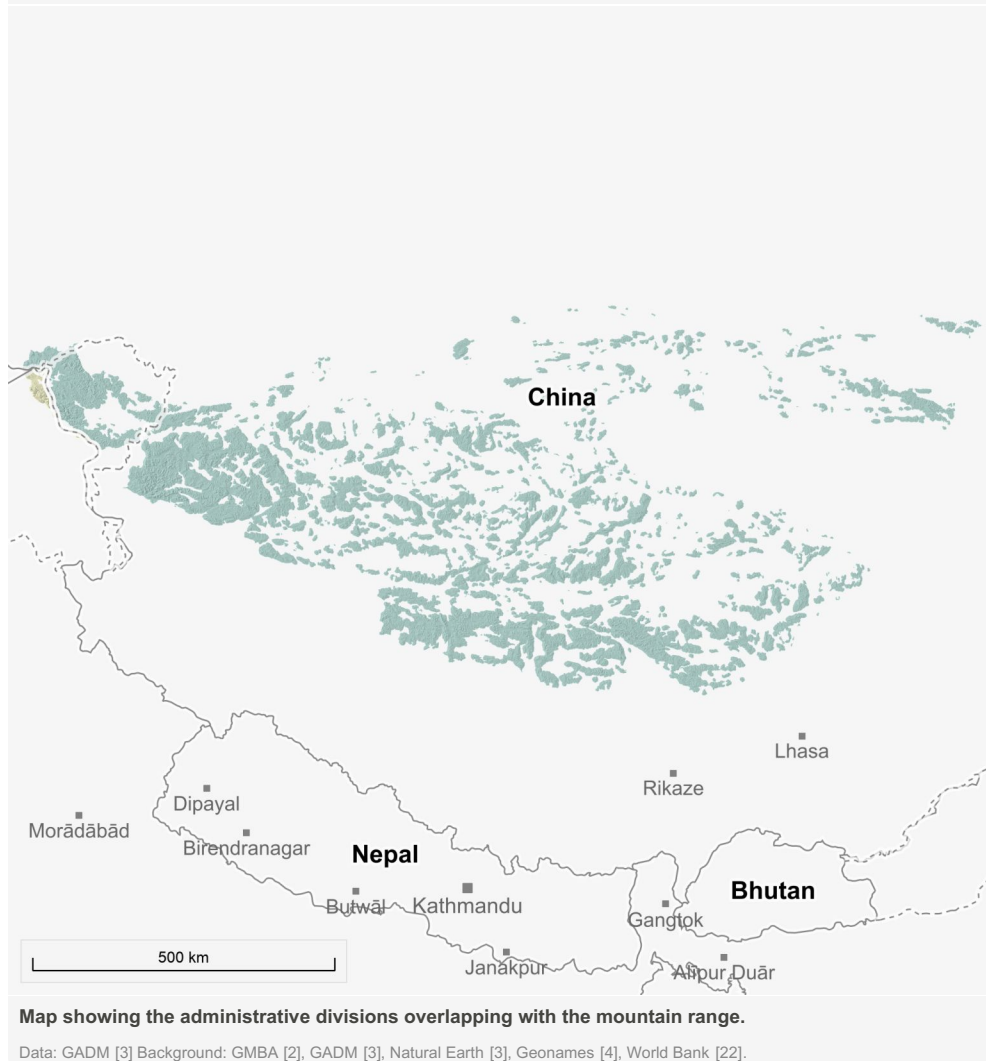 China
Lhasa
Rikaze
Dipayal
Morādābād
Birendranagar
Nepal
Bhutan
Butwāl
Kathmandu
Gangtok
500 km
Janakpur
Alīpur Duār
Map showing the administrative divisions overlapping with the mountain range.
Data: GADM [3] Background: GMBA [2], GADM [3], Natural Earth [3], Geonames [4], World Bank [22].